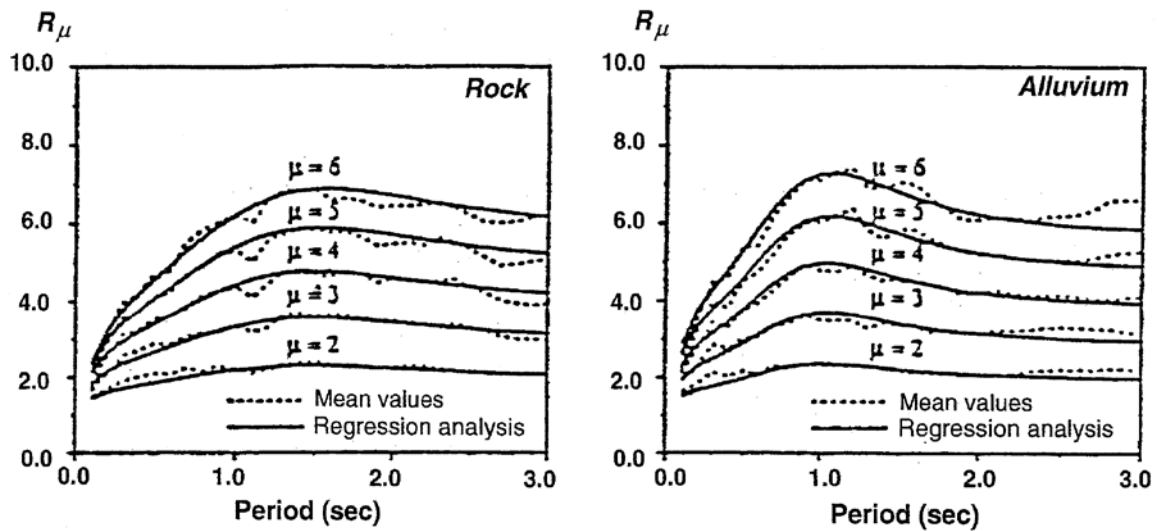 Rμ
10.0
8.0
6.0
4.0
2.0
0.0
Rock
μ = 6
μ = 5
μ = 4
μ = 3
μ = 2
Mean values
Regression analysis
0.0 1.0 2.0 3.0
Period (sec)
Rμ
10.0
8.0
6.0
4.0
2.0
0.0
Alluvium
μ = 6
μ = 5
μ = 4
μ = 3
μ = 2
Mean values
Regression analysis
0.0 1.0 2.0 3.0
Period (sec)